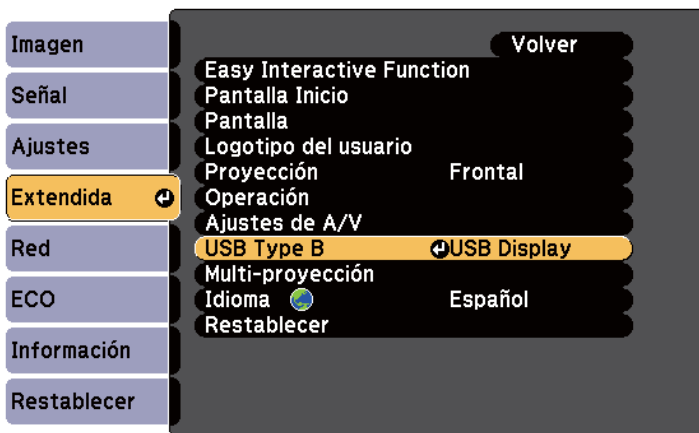 Imagen
Señal
Ajustes
Extendida
Red
ECO
Información
Restablecer
Volver
Easy Interactive Function
Pantalla Inicio
Pantalla
Logotipo del usuario
Proyección Frontal
Operación
Ajustes de A/V
USB Type B USB Display
Multi-proyección
Idioma Español
Restablecer